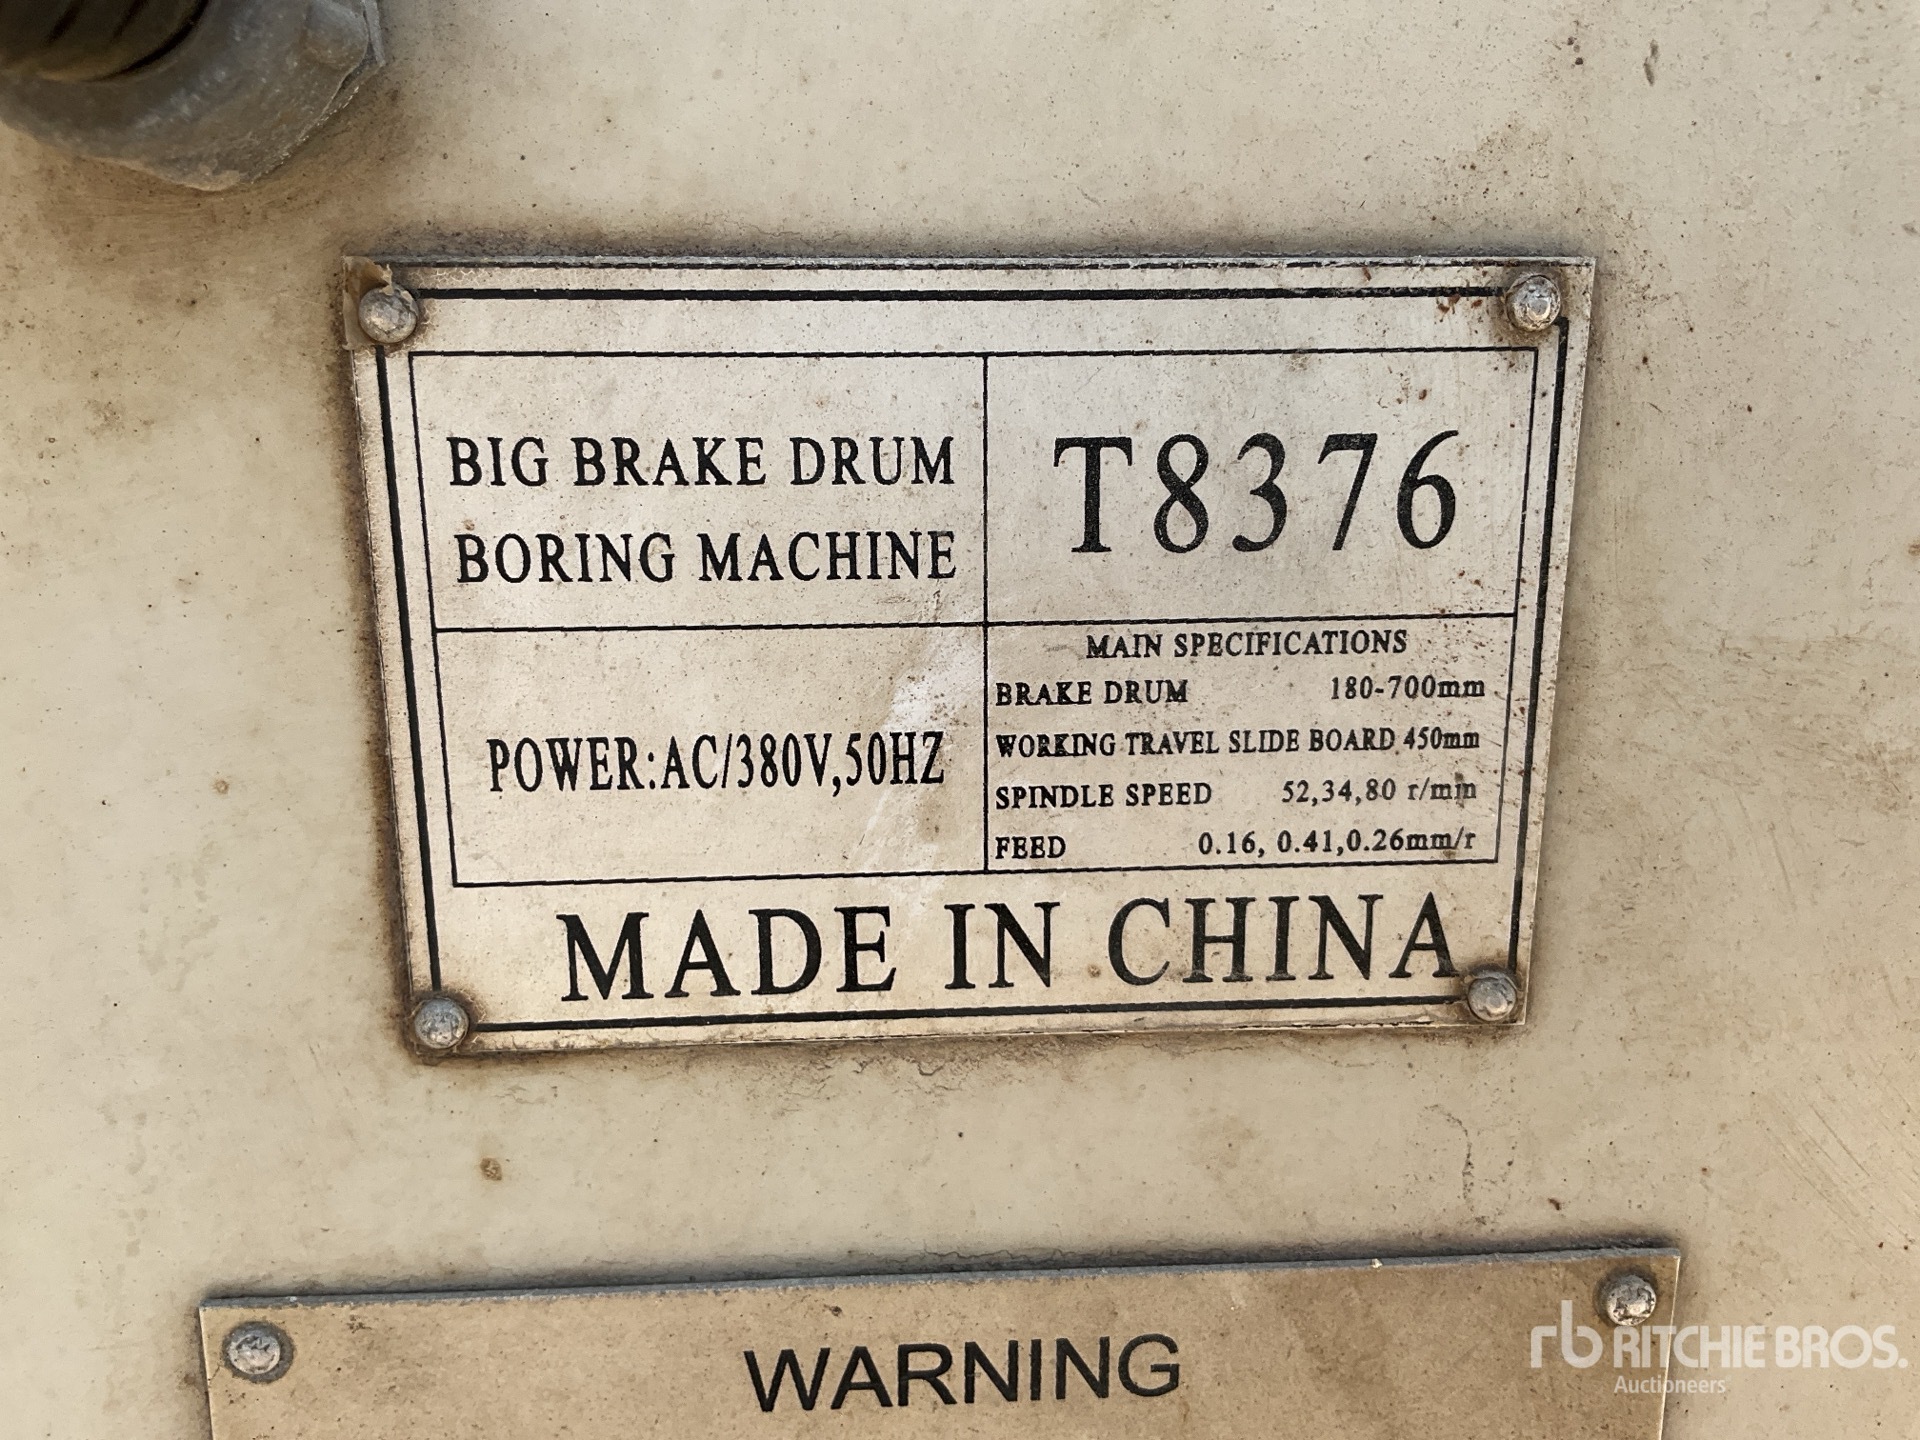 BIG BRAKE DRUM
BORING MACHINE
T8376
POWER:AC/380V,50HZ
MAIN SPECIFICATIONS
BRAKE DRUM 180-700mm
WORKING TRAVEL SLIDE BOARD 450mm
SPINDLE SPEED 52,34,80 r/min
FEED 0.16, 0.41,0.26mm/r
MADE IN CHINA
WARNING
rb RITCHIE BROS.
Auctioneers